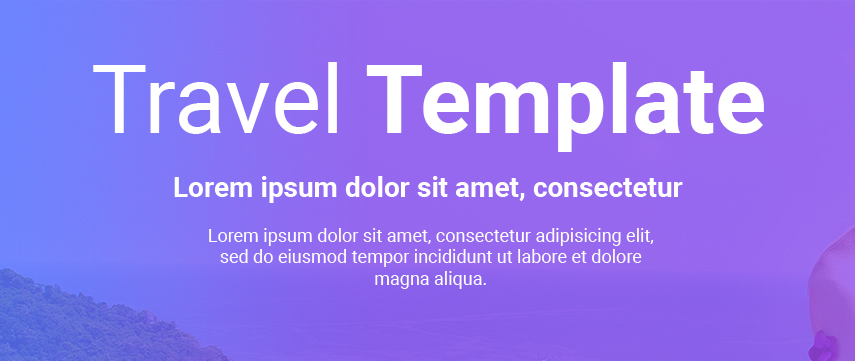 Travel Template
Lorem ipsum dolor sit amet, consectetur
Lorem ipsum dolor sit amet, consectetur adipisicing elit,
sed do eiusmod tempor incididunt ut labore et dolore
magna aliqua.